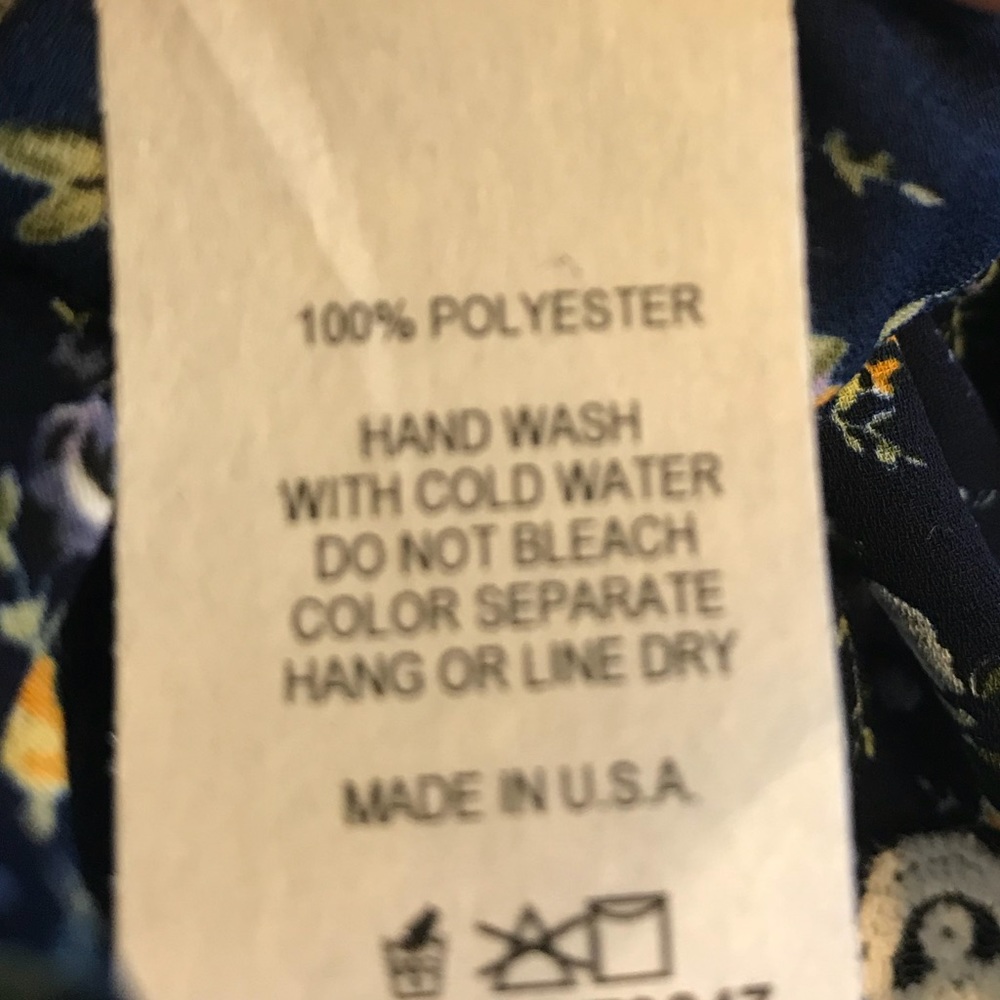 100% POLYESTER
HAND WASH
WITH COLD WATER
DO NOT BLEACH
COLOR SEPARATE
HANG OR LINE DRY
MADE IN U.S.A.